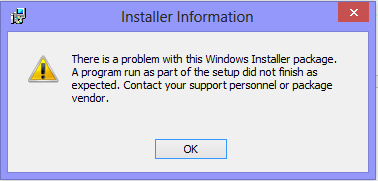 Installer Information
There is a problem with this Windows Installer package.
A program run as part of the setup did not finish as
expected. Contact your support personnel or package
vendor.
OK